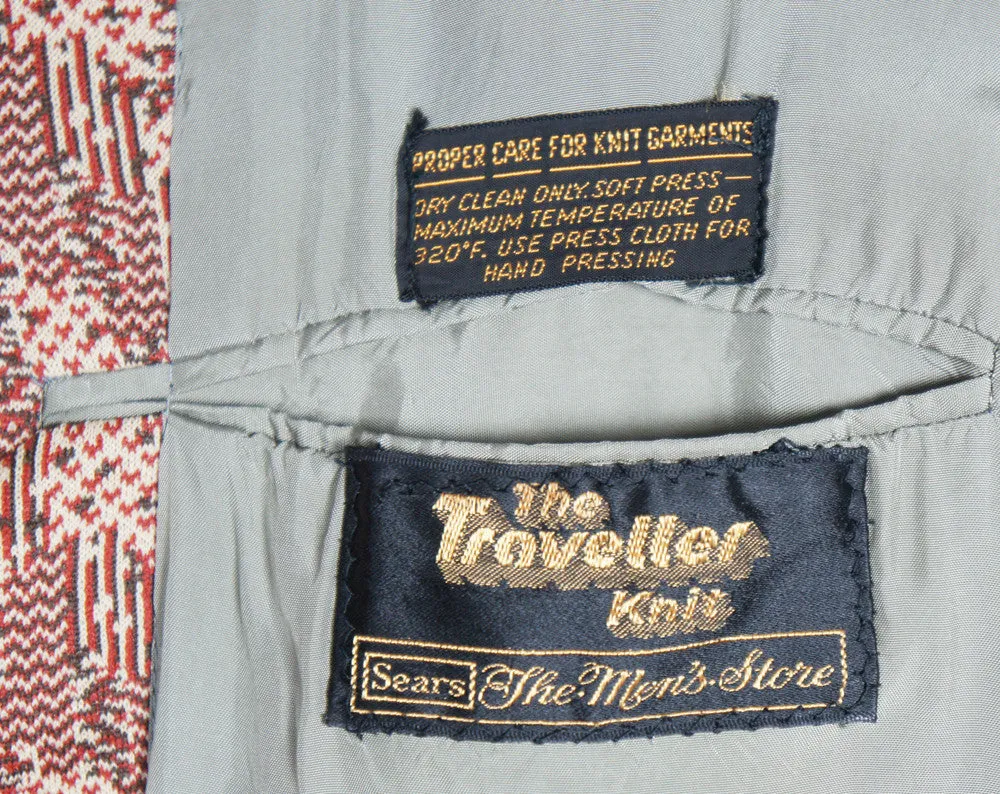 PROPER CARE FOR KNIT GARMENTS
DRY CLEAN ONLY. SOFT PRESS—
MAXIMUM TEMPERATURE OF
320°F. USE PRESS CLOTH FOR
HAND PRESSING
The
Traveller
Knit
Sears The Men's Store